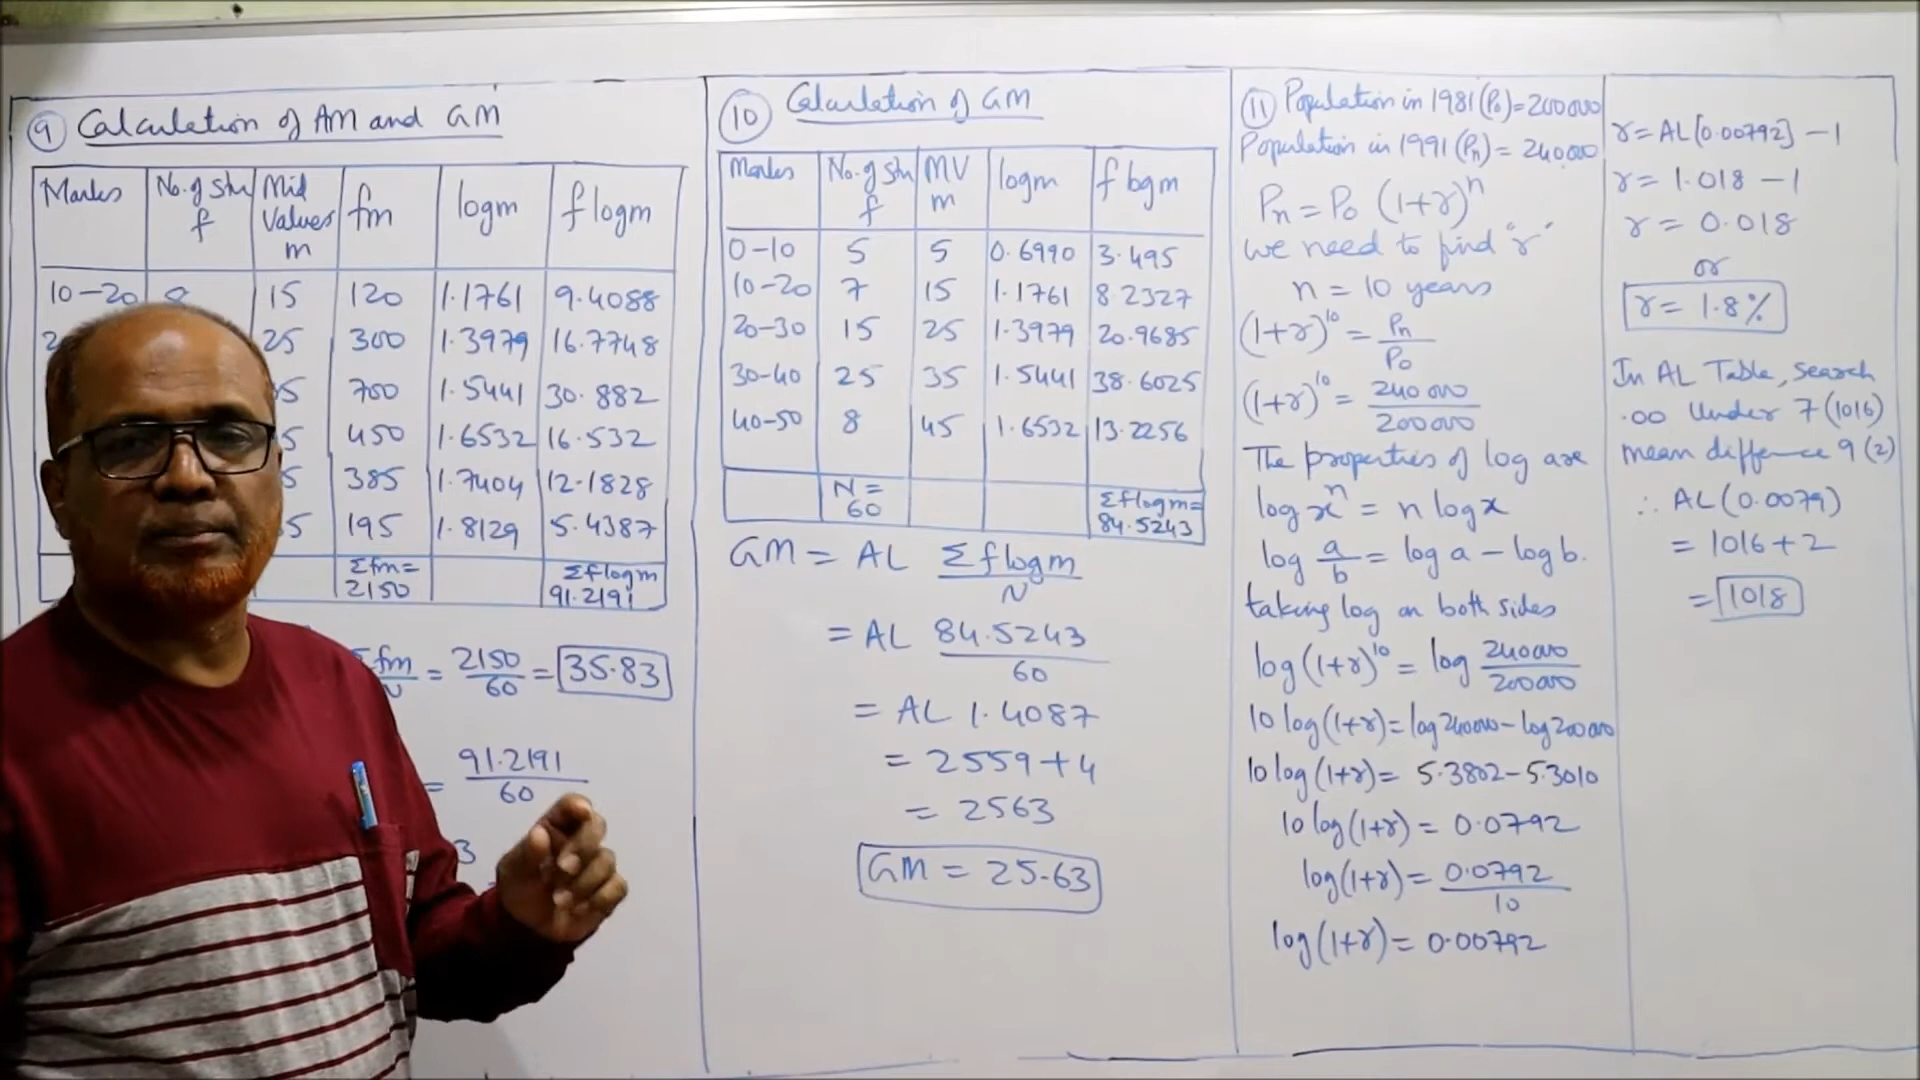 9 Calculation of AM and GM
Marks No. of Stu f Mid Values m fm logm f logm
10-20 8 15 120 1.1761 9.4088
25 300 1.3979 16.7748
5 700 1.5441 30.882
5 450 1.6532 16.532
5 385 1.7404 12.1828
5 195 1.8129 5.4387
Σfm= 2150 Σflogm 91.2191
fm = 2150/60 = 35.83
= 91.2191/60
3
10 Calculation of GM
Marks No. of Stu f MV m logm f logm
0-10 5 5 0.6990 3.495
10-20 7 15 1.1761 8.2327
20-30 15 25 1.3979 20.9685
30-40 25 35 1.5441 38.6025
40-50 8 45 1.6532 13.2256
N= 60 Σflogm= 84.5243
GM = AL Σflogm/N
= AL 84.5243/60
= AL 1.4087
= 2559+4
= 2563
GM = 25.63
11 Population in 1981 (P₀) = 200000
Population in 1991 (Pn) = 240000
Pn = P₀ (1+r)ⁿ
we need to find "r"
n = 10 years
(1+r)¹⁰ = Pn/P₀
(1+r)¹⁰ = 240000/200000
The properties of log are
log xⁿ = n log x
log a/b = log a - log b.
taking log on both sides
log (1+r)¹⁰ = log 240000/200000
10 log (1+r) = log 240000 - log 200000
10 log (1+r) = 5.3802 - 5.3010
10 log (1+r) = 0.0792
log (1+r) = 0.0792/10
log (1+r) = 0.00792
r = AL [0.00792] - 1
r = 1.018 - 1
r = 0.018
or
r = 1.8%
In AL Table, search
.00 under 7 (1016)
mean difference 9 (2)
∴ AL (0.0079)
= 1016+2
= 1018